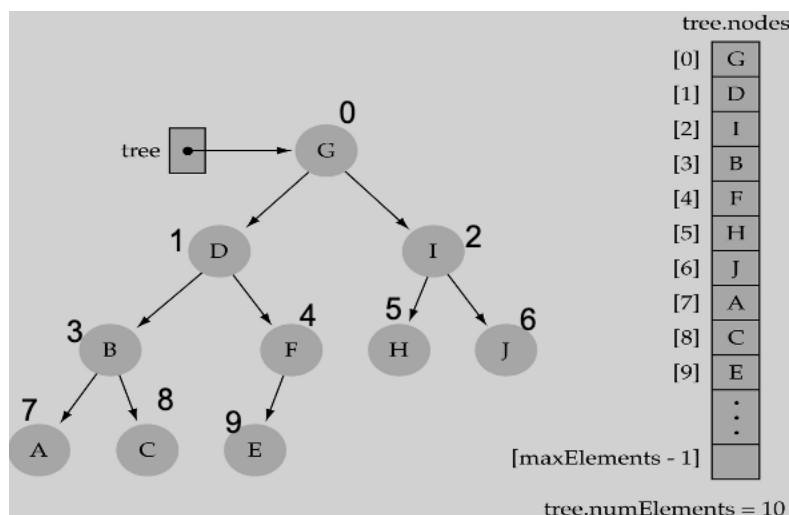 tree.nodes
[0] G
[1] D
[2] I
[3] B
[4] F
[5] H
[6] J
[7] A
[8] C
[9] E
[maxElements - 1]
tree.numElements = 10
tree
0
G
1 D
I 2
3 B
4 F
5 H
6 J
7 A
8 C
9 E